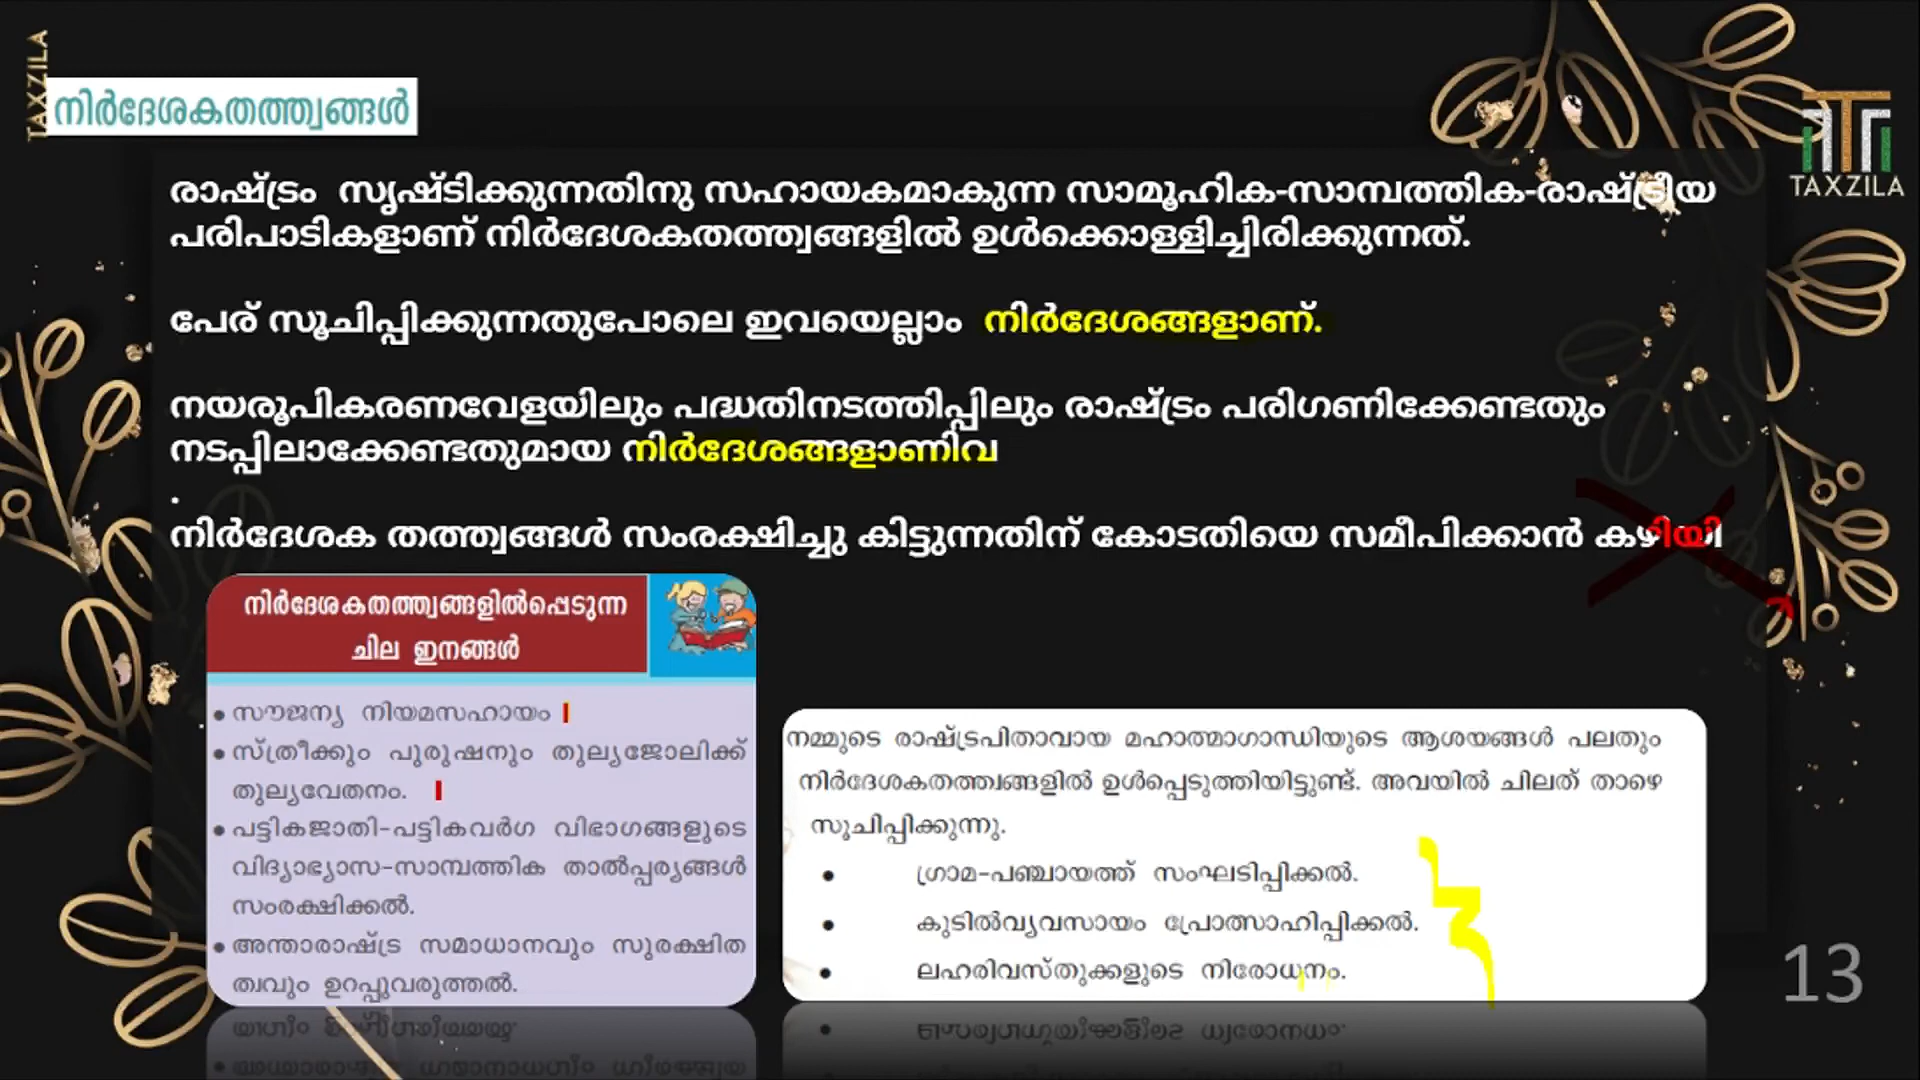 TAXZILA
നിർദേശകതത്ത്വങ്ങൾ
TAXZILA
രാഷ്ട്രം സൃഷ്ടിക്കുന്നതിനു സഹായകമാകുന്ന സാമൂഹിക-സാമ്പത്തിക-രാഷ്ട്രീയ
പരിപാടികളാണ് നിർദേശകതത്ത്വങ്ങളിൽ ഉൾക്കൊള്ളിച്ചിരിക്കുന്നത്.
പേര് സൂചിപ്പിക്കുന്നതുപോലെ ഇവയെല്ലാം നിർദേശങ്ങളാണ്.
നയരൂപികരണവേളയിലും പദ്ധതിനടത്തിപ്പിലും രാഷ്ട്രം പരിഗണിക്കേണ്ടതും
നടപ്പിലാക്കേണ്ടതുമായ നിർദേശങ്ങളാണിവ
.
നിർദേശക തത്ത്വങ്ങൾ സംരക്ഷിച്ചു കിട്ടുന്നതിന് കോടതിയെ സമീപിക്കാൻ കഴിയി
നിർദേശകതത്ത്വങ്ങളിൽപ്പെടുന്ന
ചില ഇനങ്ങൾ
• സൗജന്യ നിയമസഹായം
• സ്ത്രീക്കും പുരുഷനും തുല്യജോലിക്ക്
തുല്യവേതനം.
• പട്ടികജാതി-പട്ടികവർഗ വിഭാഗങ്ങളുടെ
വിദ്യാഭ്യാസ-സാമ്പത്തിക താൽപ്പര്യങ്ങൾ
സംരക്ഷിക്കൽ.
• അന്താരാഷ്ട്ര സമാധാനവും സുരക്ഷിത
ത്വവും ഉറപ്പുവരുത്തൽ.
നമ്മുടെ രാഷ്ട്രപിതാവായ മഹാത്മാഗാന്ധിയുടെ ആശയങ്ങൾ പലതും
നിർദേശകതത്ത്വങ്ങളിൽ ഉൾപ്പെടുത്തിയിട്ടുണ്ട്. അവയിൽ ചിലത് താഴെ
സൂചിപ്പിക്കുന്നു.
• ഗ്രാമ-പഞ്ചായത്ത് സംഘടിപ്പിക്കൽ.
• കുടിൽവ്യവസായം പ്രോത്സാഹിപ്പിക്കൽ.
• ലഹരിവസ്തുക്കളുടെ നിരോധനം.
13